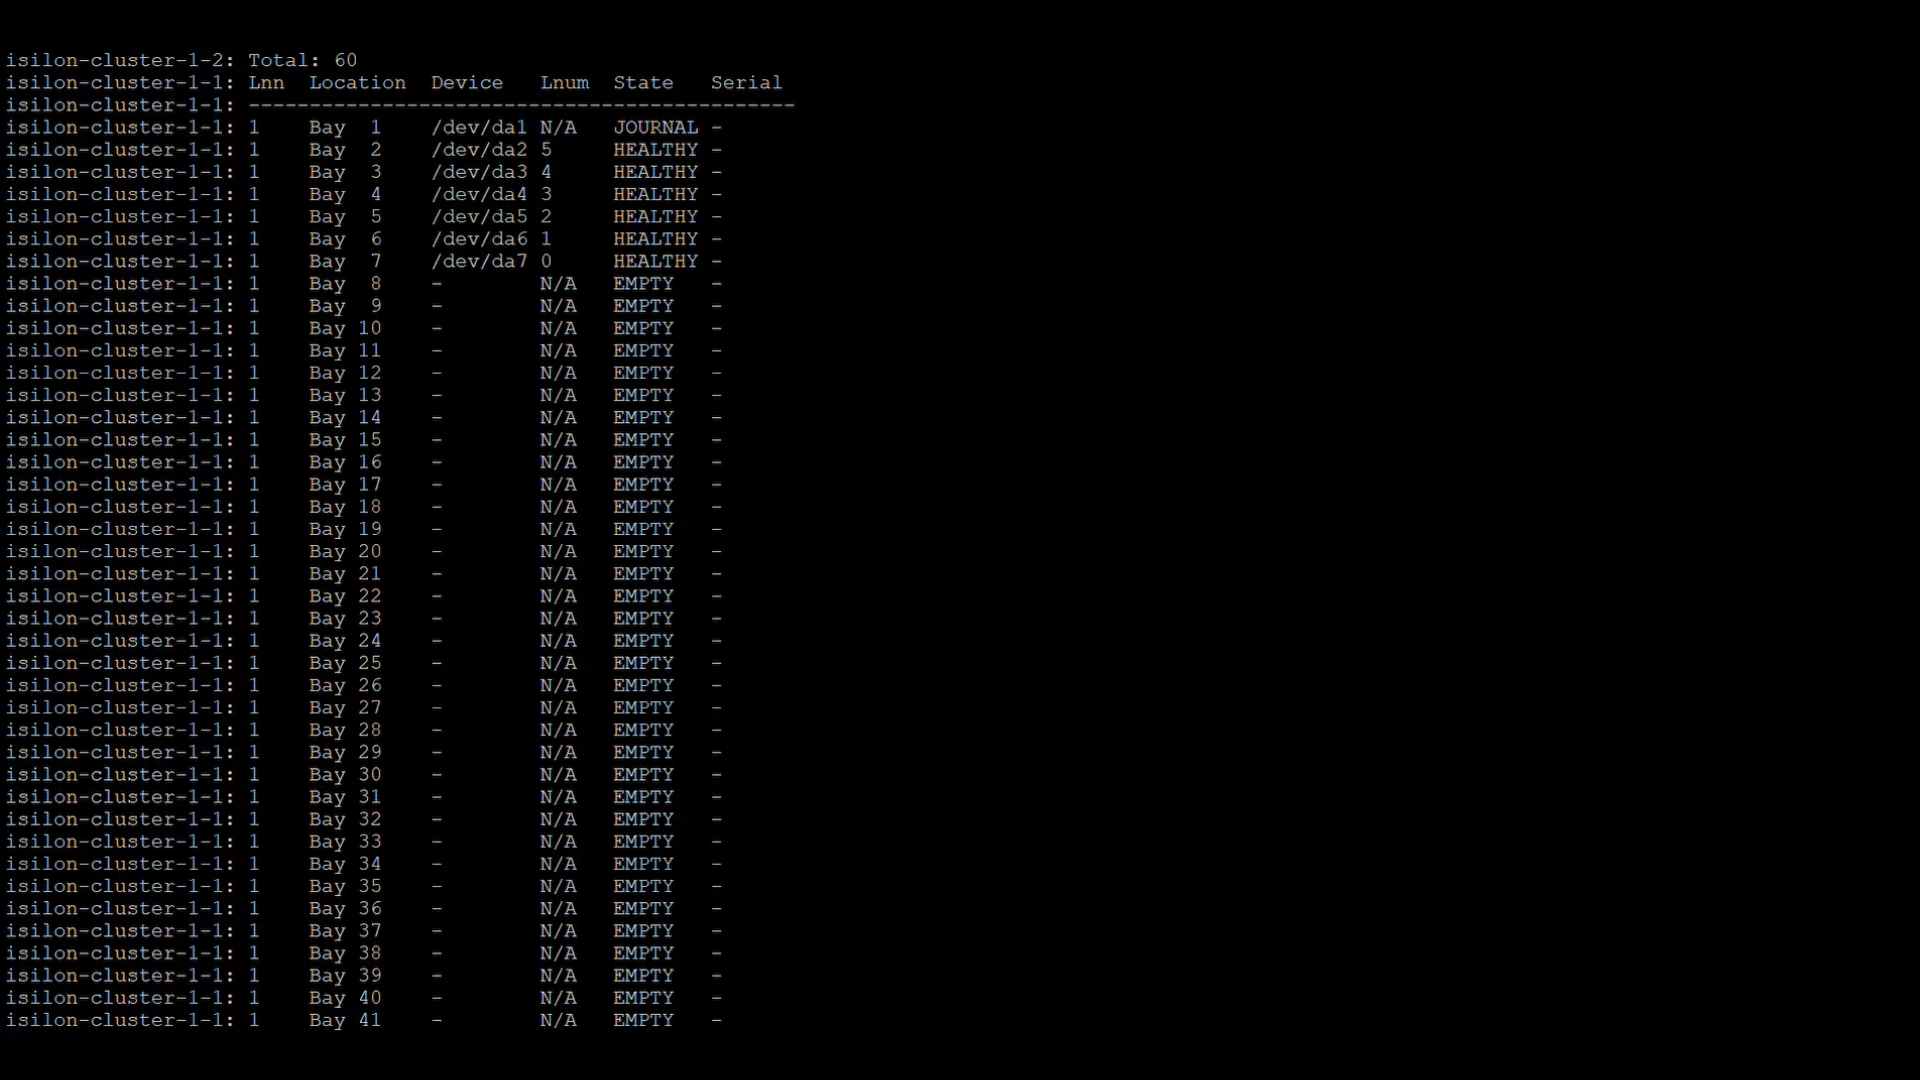 isilon-cluster-1-2: Total: 60
isilon-cluster-1-1: Lnn  Location  Device   Lnum  State   Serial
isilon-cluster-1-1: ---------------------------------------------
isilon-cluster-1-1: 1    Bay  1    /dev/da1 N/A   JOURNAL -
isilon-cluster-1-1: 1    Bay  2    /dev/da2 5     HEALTHY -
isilon-cluster-1-1: 1    Bay  3    /dev/da3 4     HEALTHY -
isilon-cluster-1-1: 1    Bay  4    /dev/da4 3     HEALTHY -
isilon-cluster-1-1: 1    Bay  5    /dev/da5 2     HEALTHY -
isilon-cluster-1-1: 1    Bay  6    /dev/da6 1     HEALTHY -
isilon-cluster-1-1: 1    Bay  7    /dev/da7 0     HEALTHY -
isilon-cluster-1-1: 1    Bay  8    -        N/A   EMPTY   -
isilon-cluster-1-1: 1    Bay  9    -        N/A   EMPTY   -
isilon-cluster-1-1: 1    Bay 10    -        N/A   EMPTY   -
isilon-cluster-1-1: 1    Bay 11    -        N/A   EMPTY   -
isilon-cluster-1-1: 1    Bay 12    -        N/A   EMPTY   -
isilon-cluster-1-1: 1    Bay 13    -        N/A   EMPTY   -
isilon-cluster-1-1: 1    Bay 14    -        N/A   EMPTY   -
isilon-cluster-1-1: 1    Bay 15    -        N/A   EMPTY   -
isilon-cluster-1-1: 1    Bay 16    -        N/A   EMPTY   -
isilon-cluster-1-1: 1    Bay 17    -        N/A   EMPTY   -
isilon-cluster-1-1: 1    Bay 18    -        N/A   EMPTY   -
isilon-cluster-1-1: 1    Bay 19    -        N/A   EMPTY   -
isilon-cluster-1-1: 1    Bay 20    -        N/A   EMPTY   -
isilon-cluster-1-1: 1    Bay 21    -        N/A   EMPTY   -
isilon-cluster-1-1: 1    Bay 22    -        N/A   EMPTY   -
isilon-cluster-1-1: 1    Bay 23    -        N/A   EMPTY   -
isilon-cluster-1-1: 1    Bay 24    -        N/A   EMPTY   -
isilon-cluster-1-1: 1    Bay 25    -        N/A   EMPTY   -
isilon-cluster-1-1: 1    Bay 26    -        N/A   EMPTY   -
isilon-cluster-1-1: 1    Bay 27    -        N/A   EMPTY   -
isilon-cluster-1-1: 1    Bay 28    -        N/A   EMPTY   -
isilon-cluster-1-1: 1    Bay 29    -        N/A   EMPTY   -
isilon-cluster-1-1: 1    Bay 30    -        N/A   EMPTY   -
isilon-cluster-1-1: 1    Bay 31    -        N/A   EMPTY   -
isilon-cluster-1-1: 1    Bay 32    -        N/A   EMPTY   -
isilon-cluster-1-1: 1    Bay 33    -        N/A   EMPTY   -
isilon-cluster-1-1: 1    Bay 34    -        N/A   EMPTY   -
isilon-cluster-1-1: 1    Bay 35    -        N/A   EMPTY   -
isilon-cluster-1-1: 1    Bay 36    -        N/A   EMPTY   -
isilon-cluster-1-1: 1    Bay 37    -        N/A   EMPTY   -
isilon-cluster-1-1: 1    Bay 38    -        N/A   EMPTY   -
isilon-cluster-1-1: 1    Bay 39    -        N/A   EMPTY   -
isilon-cluster-1-1: 1    Bay 40    -        N/A   EMPTY   -
isilon-cluster-1-1: 1    Bay 41    -        N/A   EMPTY   -